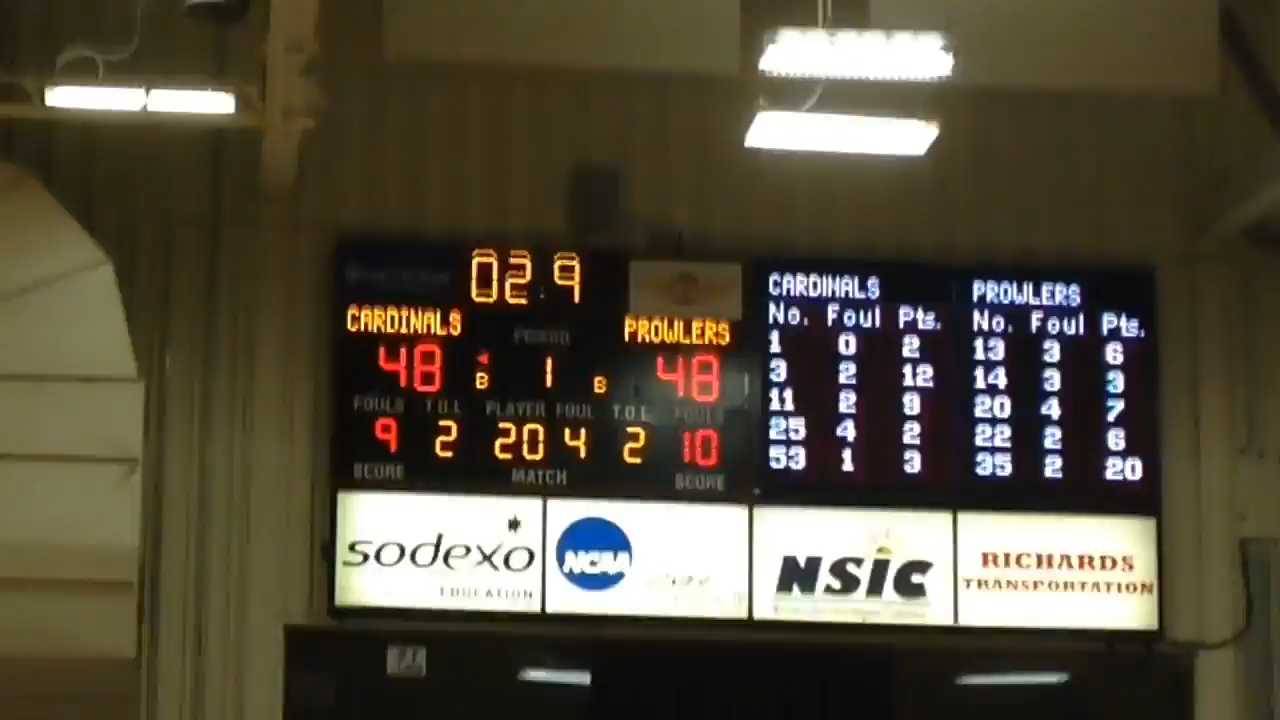 02:9
CARDINALS PROWLERS
PERIOD
48 B 1 B 48
FOULS T.O.L PLAYER FOUL T.O.L FOULS
9 2 20 4 2 10
SCORE MATCH SCORE
CARDINALS PROWLERS
No. Foul Pts. No. Foul Pts.
1 0 2 13 3 6
3 2 12 14 3 3
11 2 9 20 4 7
25 4 2 22 2 6
53 1 3 35 2 20
sodexo
EDUCATION
NCAA
NSIC
RICHARDS
TRANSPORTATION